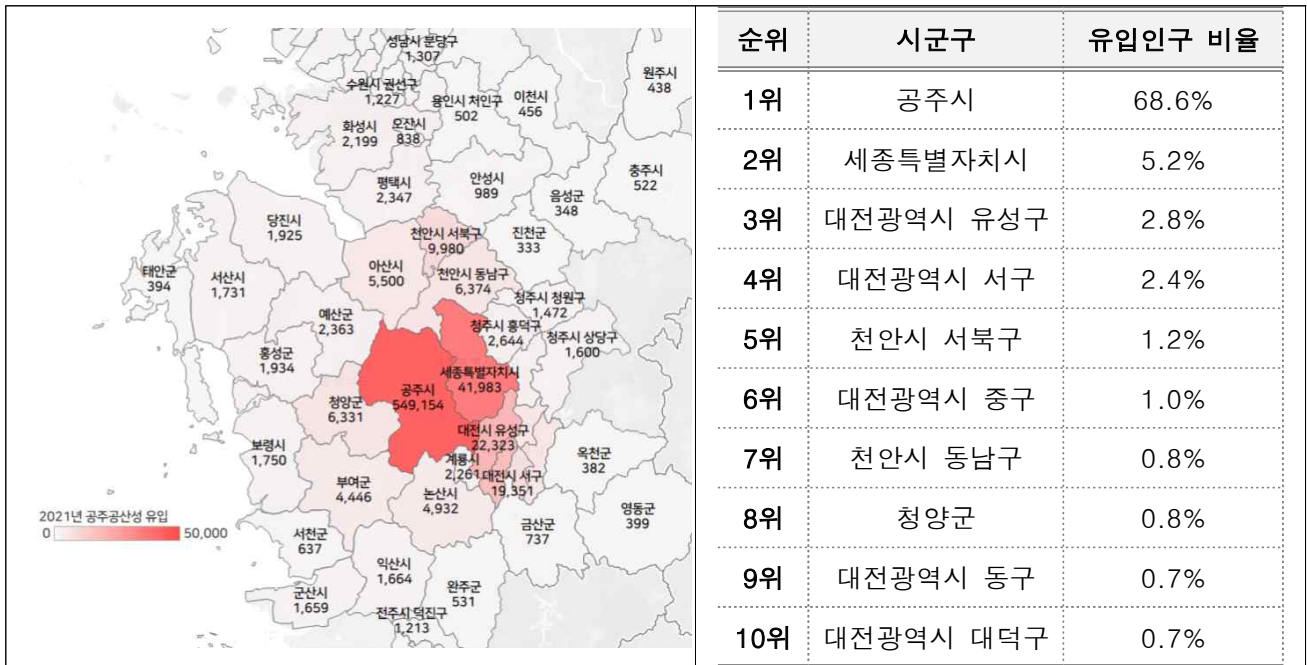 성남시 분당구
1,307
원주시
438
수원시 권선구
1,227
용인시 처인구
502
이천시
456
화성시
2,199
오산시
838
충주시
522
평택시
2,347
안성시
989
음성군
348
당진시
1,925
천안시 서북구
9,980
진천군
333
태안군
394
서산시
1,731
아산시
5,500
천안시 동남구
6,374
청주시 청원구
1,472
예산군
2,363
청주시 흥덕구
2,644
청주시 상당구
1,600
홍성군
1,934
세종특별자치시
41,983
공주시
549,154
청양군
6,331
대전시 유성구
22,323
보령시
1,750
계룡시
2,261
대전시 서구
19,351
옥천군
382
부여군
4,446
논산시
4,932
영동군
399
금산군
737
2021년 공주공산성 유입
0 50,000
서천군
637
익산시
1,664
완주군
531
군산시
1,659
전주시 덕진구
1,213
순위 시군구 유입인구 비율
1위 공주시 68.6%
2위 세종특별자치시 5.2%
3위 대전광역시 유성구 2.8%
4위 대전광역시 서구 2.4%
5위 천안시 서북구 1.2%
6위 대전광역시 중구 1.0%
7위 천안시 동남구 0.8%
8위 청양군 0.8%
9위 대전광역시 동구 0.7%
10위 대전광역시 대덕구 0.7%